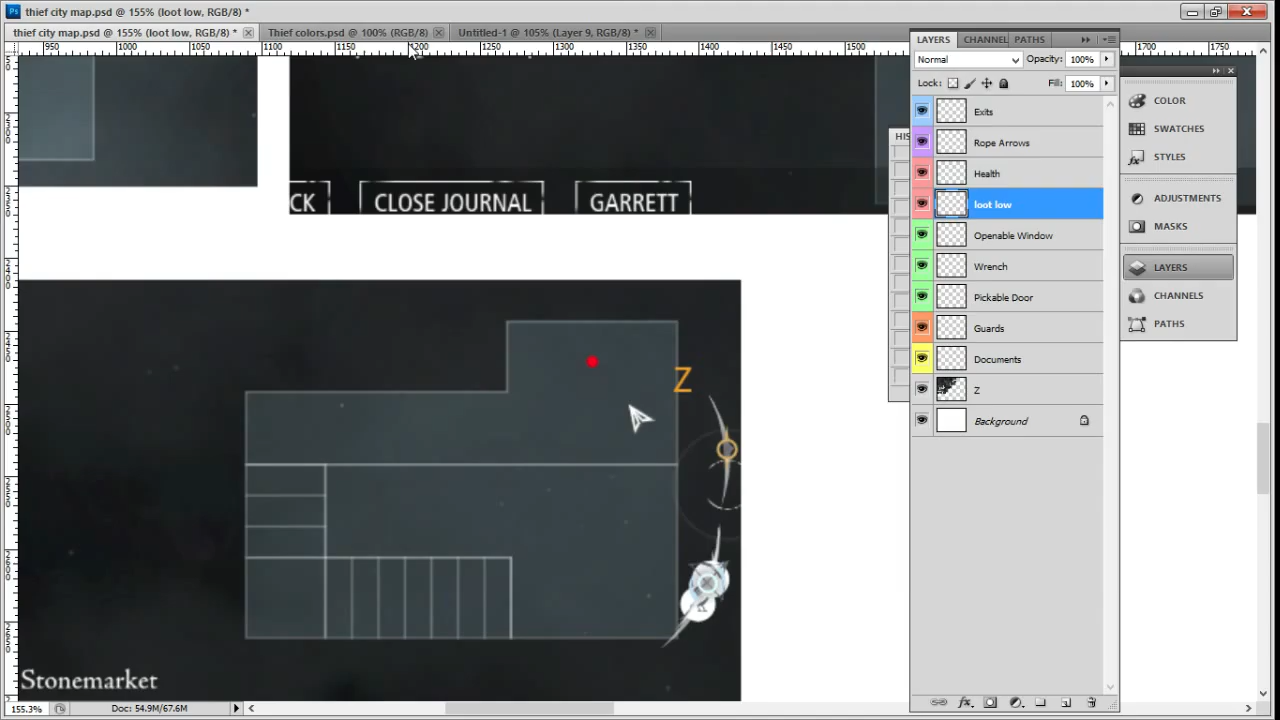 thief city map.psd @ 155% (loot low, RGB/8) *
thief city map.psd @ 155% (loot low, RGB/8) *
Thief colors.psd @ 100% (RGB/8)
Untitled-1 @ 105% (Layer 9, RGB/8) *
950 1000 1050 1100 1150 1200 1250 1300 1350 1400 1450 1500
1700 1750
LAYERS CHANNEL PATHS
Normal Opacity: 100%
Lock: Fill: 100%
Exits
Rope Arrows
Health
loot low
Openable Window
Wrench
Pickable Door
Guards
Documents
Z
Background
HIS
COLOR
SWATCHES
STYLES
ADJUSTMENTS
MASKS
LAYERS
CHANNELS
PATHS
CK CLOSE JOURNAL GARRETT
Z
Stonemarket
155.3% Doc: 54.9M/67.6M